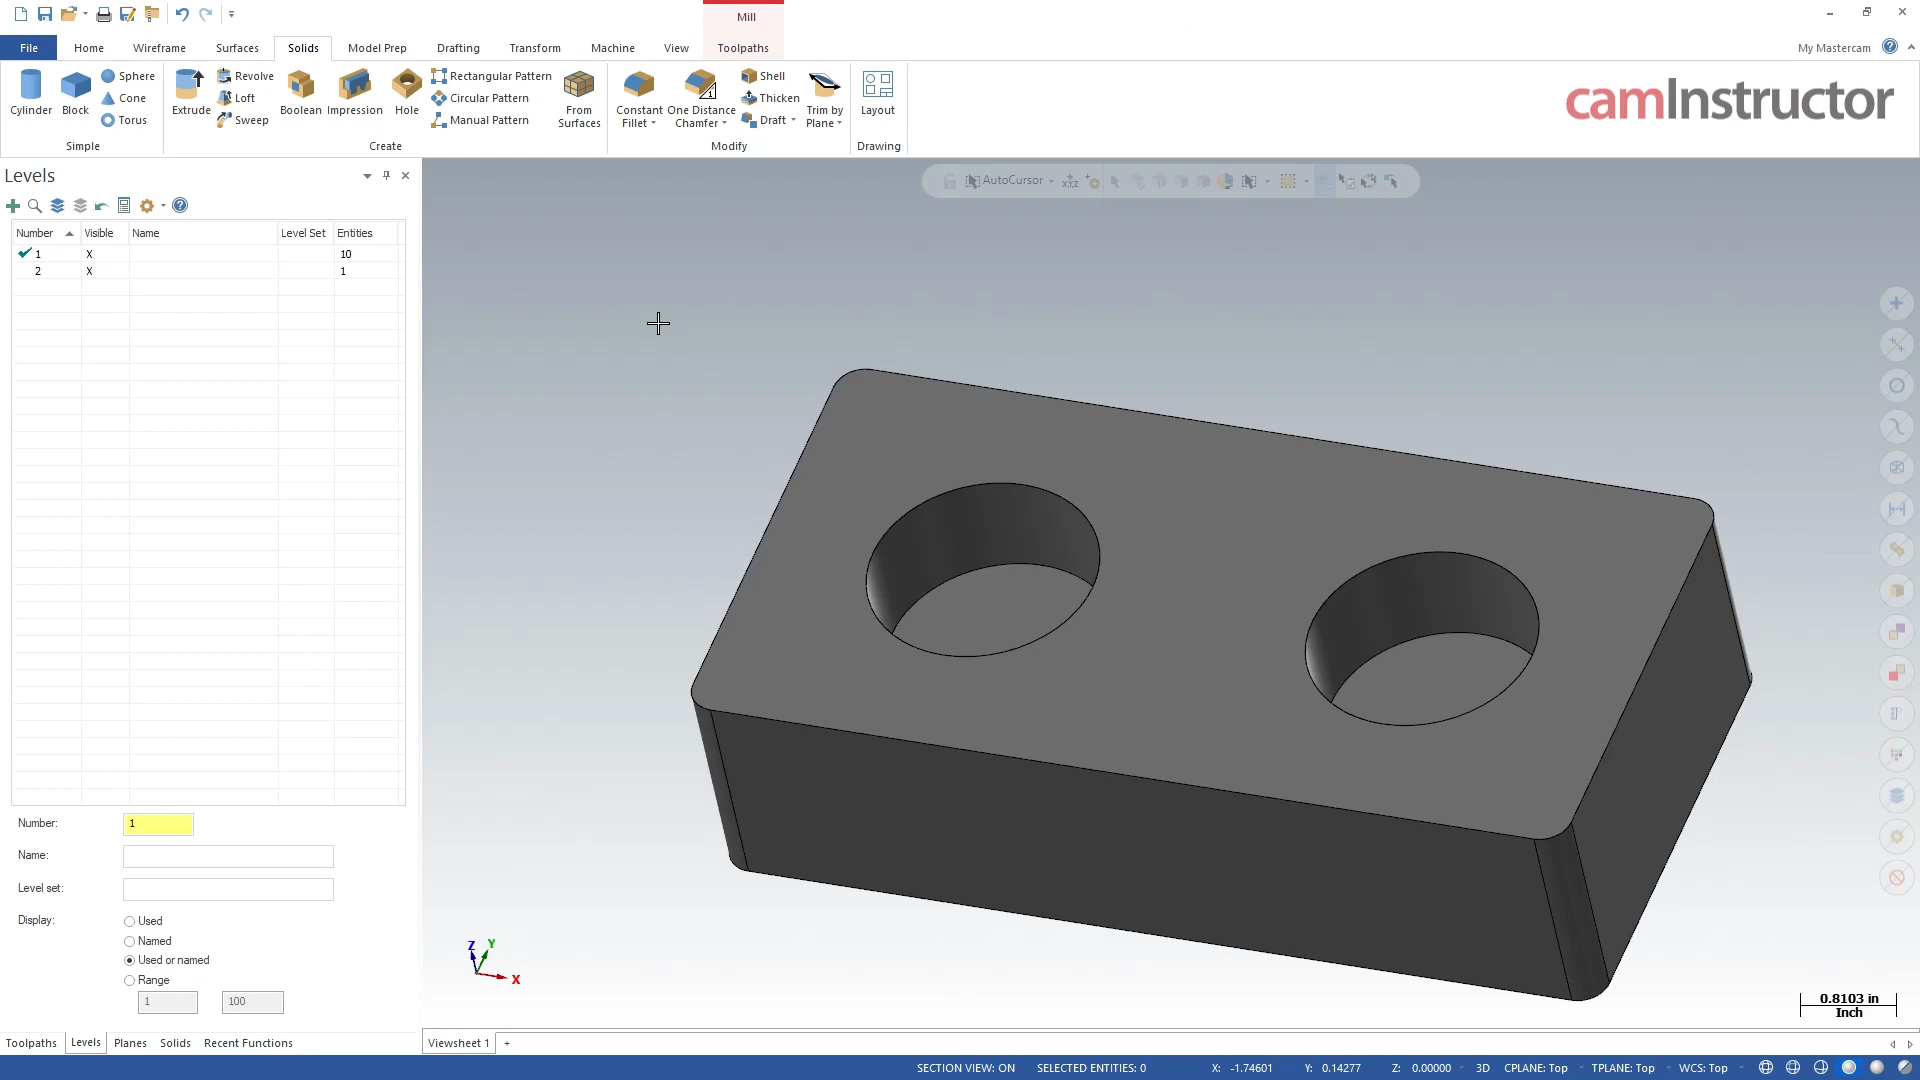 Mill
File Home Wireframe Surfaces Solids Model Prep Drafting Transform Machine View Toolpaths My Mastercam
Cylinder Block Sphere Cone Torus
Simple
Extrude Revolve Loft Sweep Boolean Impression Hole Rectangular Pattern Circular Pattern Manual Pattern From Surfaces
Create
Constant Fillet One Distance Chamfer Shell Thicken Draft Trim by Plane
Modify
Layout
Drawing
camInstructor
Levels
AutoCursor
Number Visible Name Level Set Entities
1 X 10
2 X 1
Number: 1
Name:
Level set:
Display: Used
Named
Used or named
Range
1 100
Z Y X
0.8103 in
Inch
Toolpaths Levels Planes Solids Recent Functions Viewsheet 1 +
SECTION VIEW: ON SELECTED ENTITIES: 0 X: -1.74601 Y: 0.14277 Z: 0.00000 3D CPLANE: Top TPLANE: Top WCS: Top